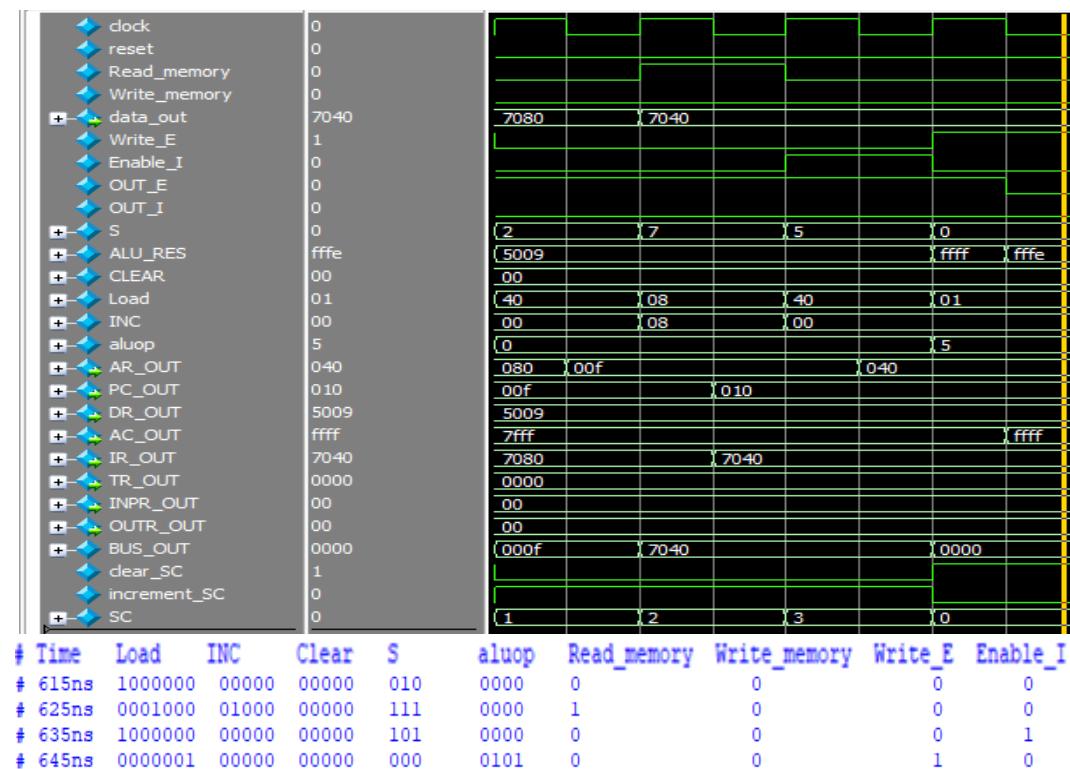 clock 0
reset 0
Read_memory 0
Write_memory 0
data_out 7040 7080 7040
Write_E 1
Enable_I 0
OUT_E 0
OUT_I 0
S 0 2 7 5 0
ALU_RES fffe 5009 ffff fffe
CLEAR 00 00
Load 01 40 08 40 01
INC 00 00 08 00
aluop 5 0 5
AR_OUT 040 080 00f 040
PC_OUT 010 00f 010
DR_OUT 5009 5009
AC_OUT ffff 7fff ffff
IR_OUT 7040 7080 7040
TR_OUT 0000 0000
INPR_OUT 00 00
OUTR_OUT 00 00
BUS_OUT 0000 000f 7040 0000
clear_SC 1
increment_SC 0
SC 0 1 2 3 0
# Time Load INC Clear S aluop Read_memory Write_memory Write_E Enable_I
# 615ns 1000000 00000 00000 010 0000 0 0 0 0
# 625ns 0001000 01000 00000 111 0000 1 0 0 0
# 635ns 1000000 00000 00000 101 0000 0 0 0 1
# 645ns 0000001 00000 00000 000 0101 0 0 1 0